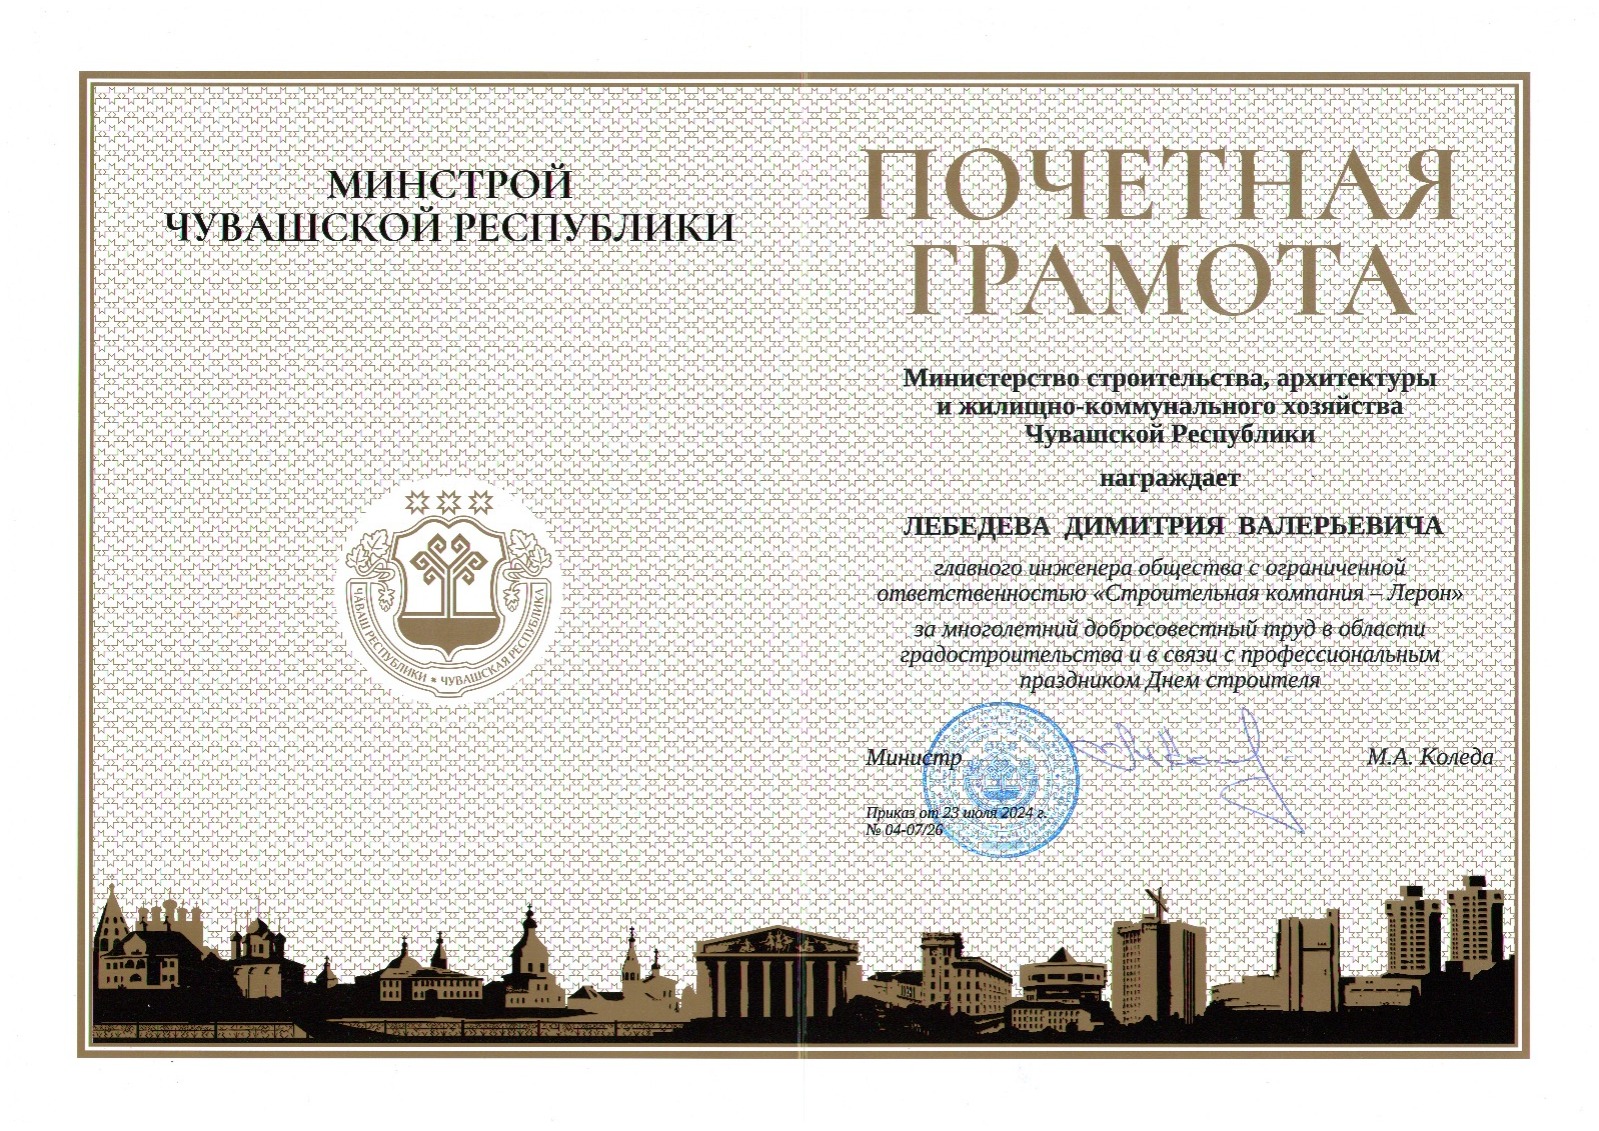 МИНСТРОЙ
ЧУВАШСКОЙ РЕСПУБЛИКИ
ЧӐВАШ РЕСПУБЛИКИ * ЧУВАШСКАЯ РЕСПУБЛИКА
ПОЧЕТНАЯ
ГРАМОТА
Министерство строительства, архитектуры
и жилищно-коммунального хозяйства
Чувашской Республики
награждает
ЛЕБЕДЕВА ДИМИТРИЯ ВАЛЕРЬЕВИЧА
главного инженера общества с ограниченной
ответственностью «Строительная компания – Лерон»
за многолетний добросовестный труд в области
градостроительства и в связи с профессиональным
праздником Днем строителя
Министр
М.А. Коледа
Приказ от 23 июля 2024 г.
№ 04-07/26